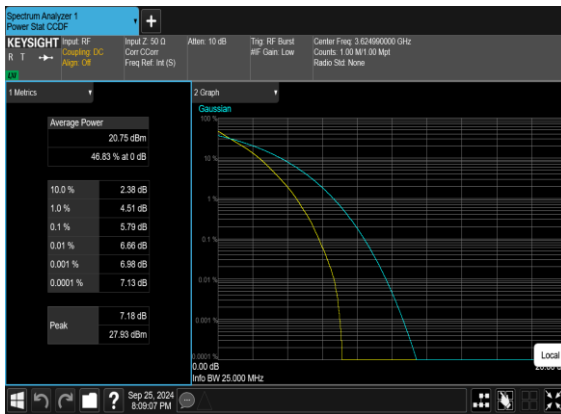 Spectrum Analyzer 1
Power Stat CCDF
KEYSIGHT
R T
LXI
Input: RF
Coupling: DC
Align: Off
Input Z: 50 Ω
Corr CCorr
Freq Ref: Int (S)
Atten: 10 dB
Trig: RF Burst
#IF Gain: Low
Center Freq: 3.624990000 GHz
Counts: 1.00 M/1.00 Mpt
Radio Std: None
1 Metrics
Average Power
20.75 dBm
46.83 % at 0 dB
10.0 % 2.38 dB
1.0 % 4.51 dB
0.1 % 5.79 dB
0.01 % 6.66 dB
0.001 % 6.98 dB
0.0001 % 7.13 dB
Peak
7.18 dB
27.93 dBm
2 Graph
Gaussian
100 %
10 %
1 %
0.1 %
0.01 %
0.001 %
0.0001 %
0.00 dB
Info BW 25.000 MHz
Local
?
Sep 25, 2024
8:09:07 PM